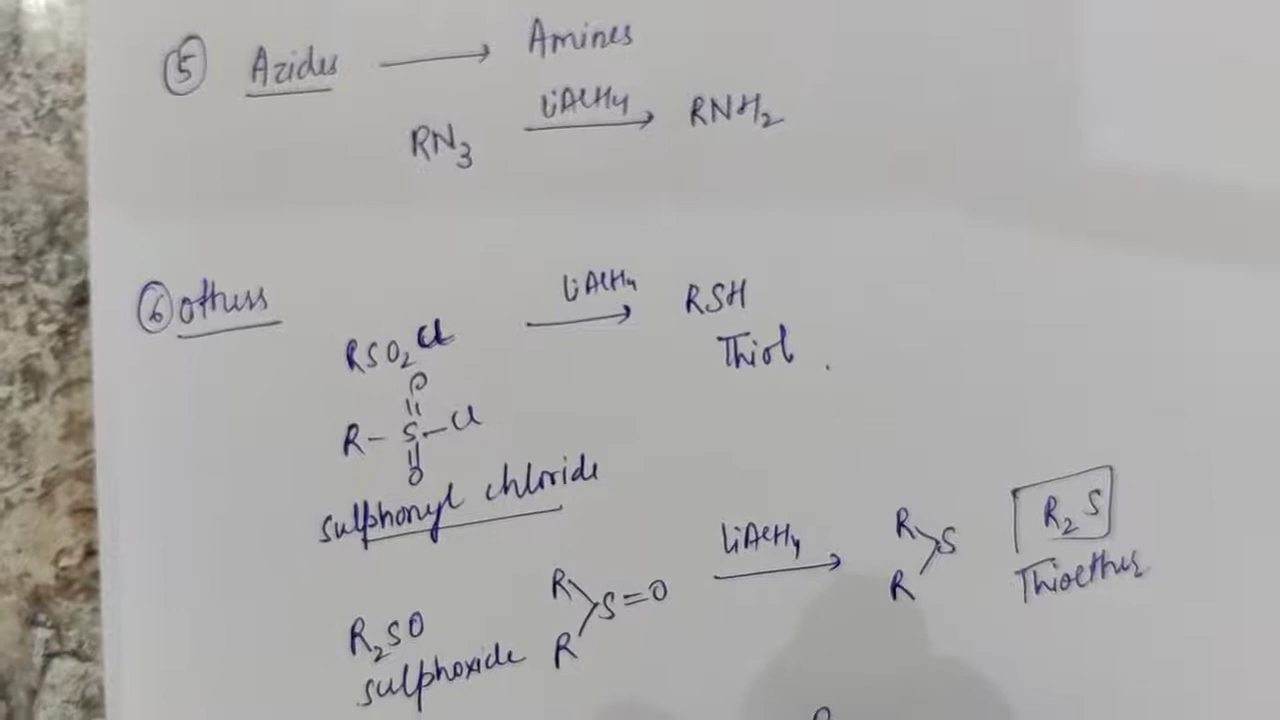 ⑤ Azides → Amines
RN3 LiAlH4 → RNH2
⑥ others
RSO2Cl LiAlH4 → RSH
Thiol .
O
||
R-S-Cl
||
O
sulphonyl chloride
R2SO R R S=O LiAlH4 → R R S R2S
sulphoxide Thioether